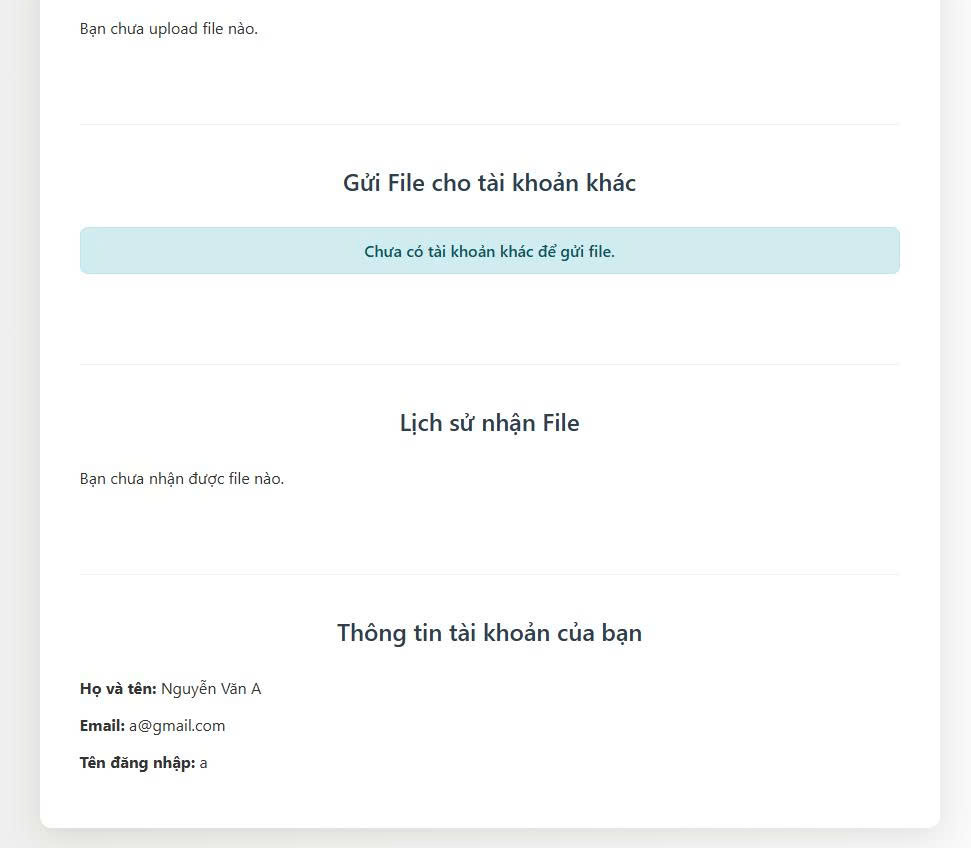 Bạn chưa upload file nào.
Gửi File cho tài khoản khác
Chưa có tài khoản khác để gửi file.
Lịch sử nhận File
Bạn chưa nhận được file nào.
Thông tin tài khoản của bạn
Họ và tên: Nguyễn Văn A
Email: a@gmail.com
Tên đăng nhập: a